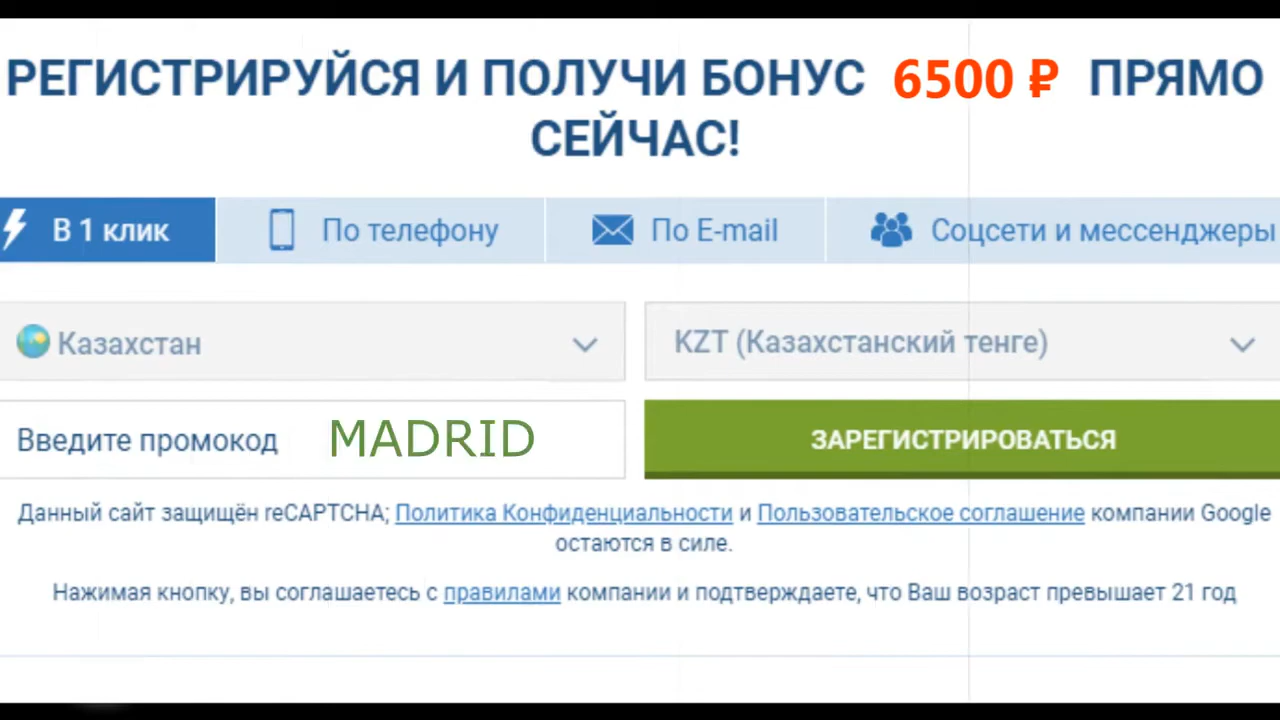 РЕГИСТРИРУЙСЯ И ПОЛУЧИ БОНУС 6500 ₽ ПРЯМО
СЕЙЧАС!
В 1 клик По телефону По E-mail Соцсети и мессенджеры
Казахстан KZT (Казахстанский тенге)
Введите промокод MADRID ЗАРЕГИСТРИРОВАТЬСЯ
Данный сайт защищён reCAPTCHA; Политика Конфиденциальности и Пользовательское соглашение компании Google
остаются в силе.
Нажимая кнопку, вы соглашаетесь с правилами компании и подтверждаете, что Ваш возраст превышает 21 год